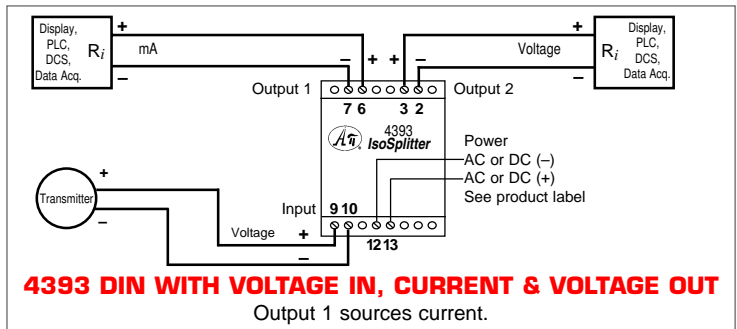 Display,
PLC,
DCS,
Data Acq.
Ri
+
–
mA
– + + –
Voltage
+
–
Display,
PLC,
DCS,
Data Acq.
Ri
Output 1
Output 2
7 6 3 2
Aπ®
4393
IsoSplitter
Power
AC or DC (–)
AC or DC (+)
See product label
Transmitter
+
–
Input 9 10
Voltage +
–
12 13
4393 DIN WITH VOLTAGE IN, CURRENT & VOLTAGE OUT
Output 1 sources current.